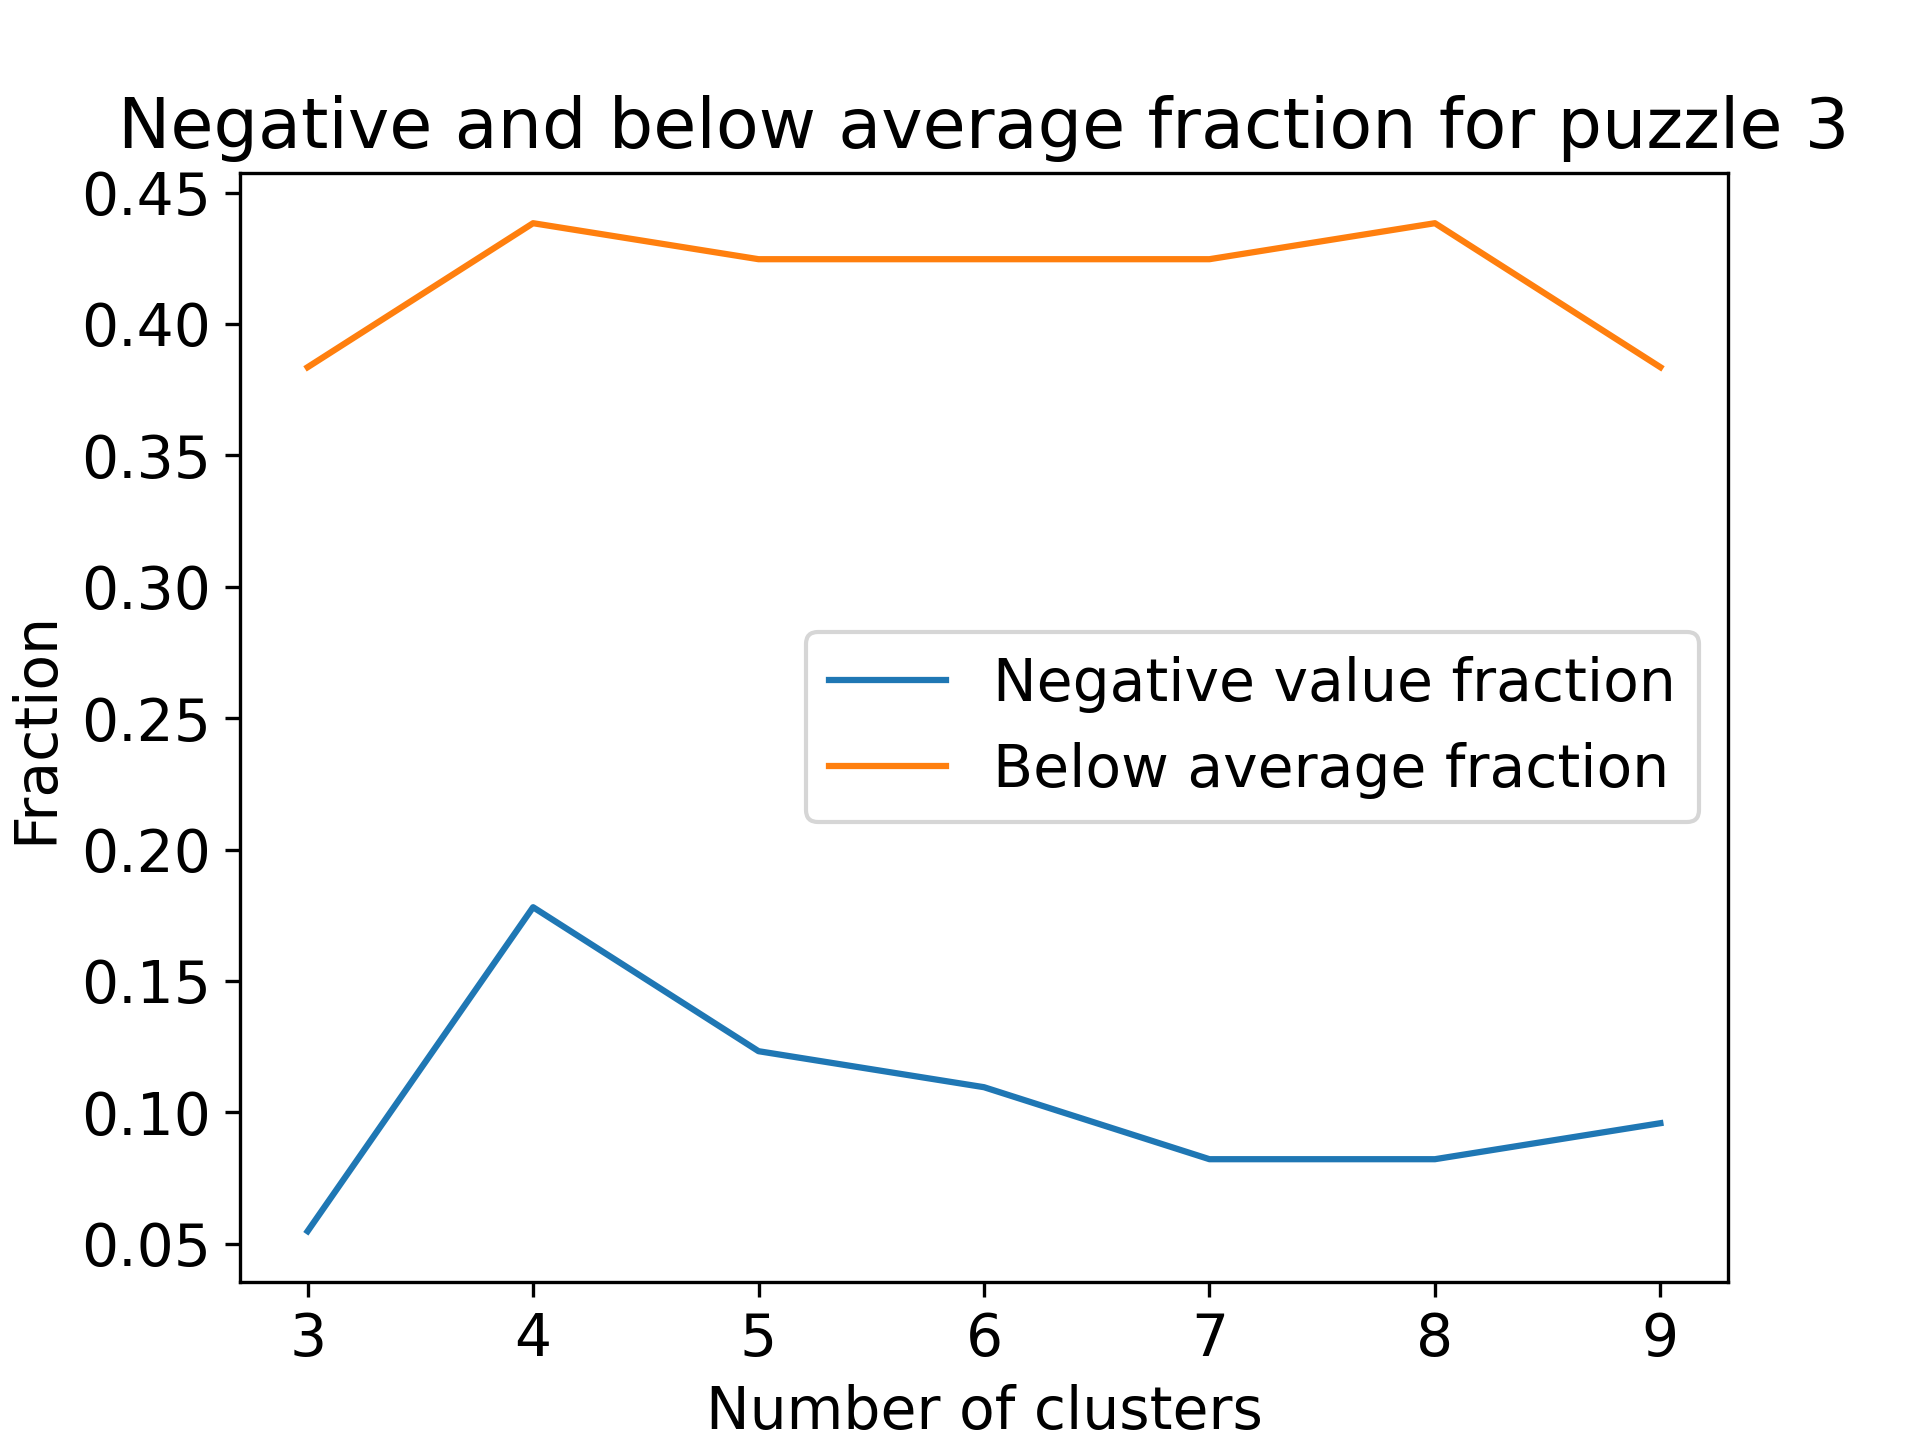 Negative and below average fraction for puzzle 3
0.45
0.40
0.35
0.30
0.25
0.20
0.15
0.10
0.05
Fraction
Negative value fraction
Below average fraction
3 4 5 6 7 8 9
Number of clusters